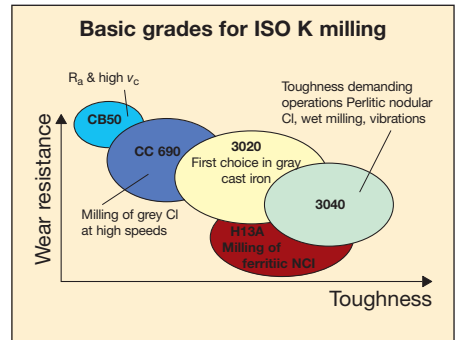 Basic grades for ISO K milling
Rₐ & high v꜀
CB50
Toughness demanding
operations Perlitic nodular
CI, wet milling, vibrations
CC 690
3020
First choice in gray
cast iron
Milling of grey CI
at high speeds
3040
H13A
Milling of
ferritiic NCI
Wear resistance
Toughness